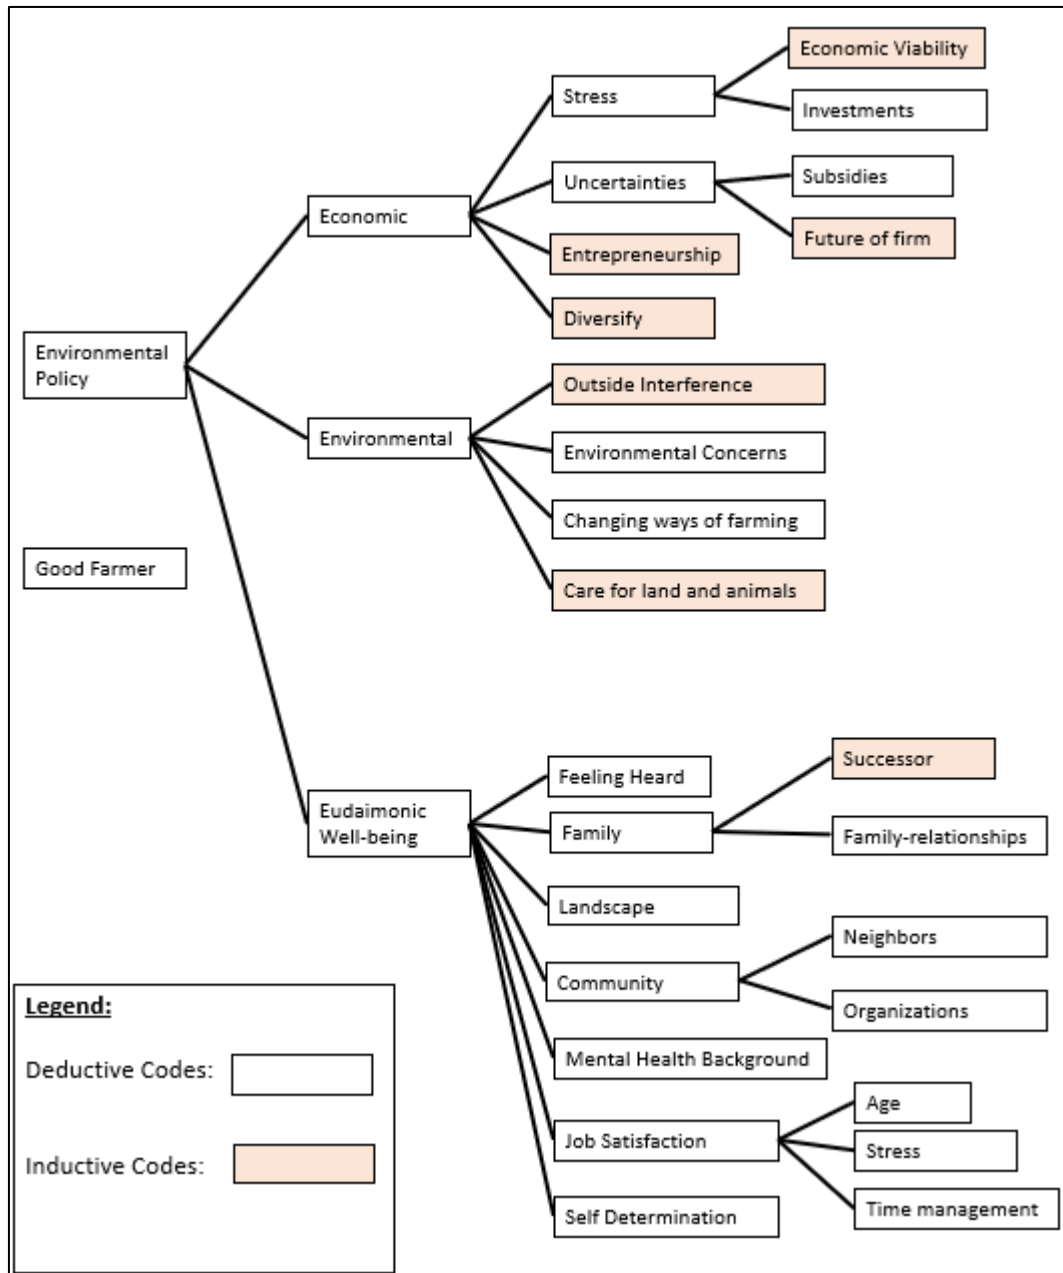 Economic Viability
Stress
Investments
Uncertainties
Subsidies
Economic
Entrepreneurship
Future of firm
Diversify
Environmental
Policy
Outside Interference
Environmental
Environmental Concerns
Changing ways of farming
Good Farmer
Care for land and animals
Successor
Feeling Heard
Eudaimonic
Well-being
Family
Family-relationships
Landscape
Neighbors
Community
Organizations
Mental Health Background
Age
Job Satisfaction
Stress
Self Determination
Time management
Legend:
Deductive Codes:
Inductive Codes: